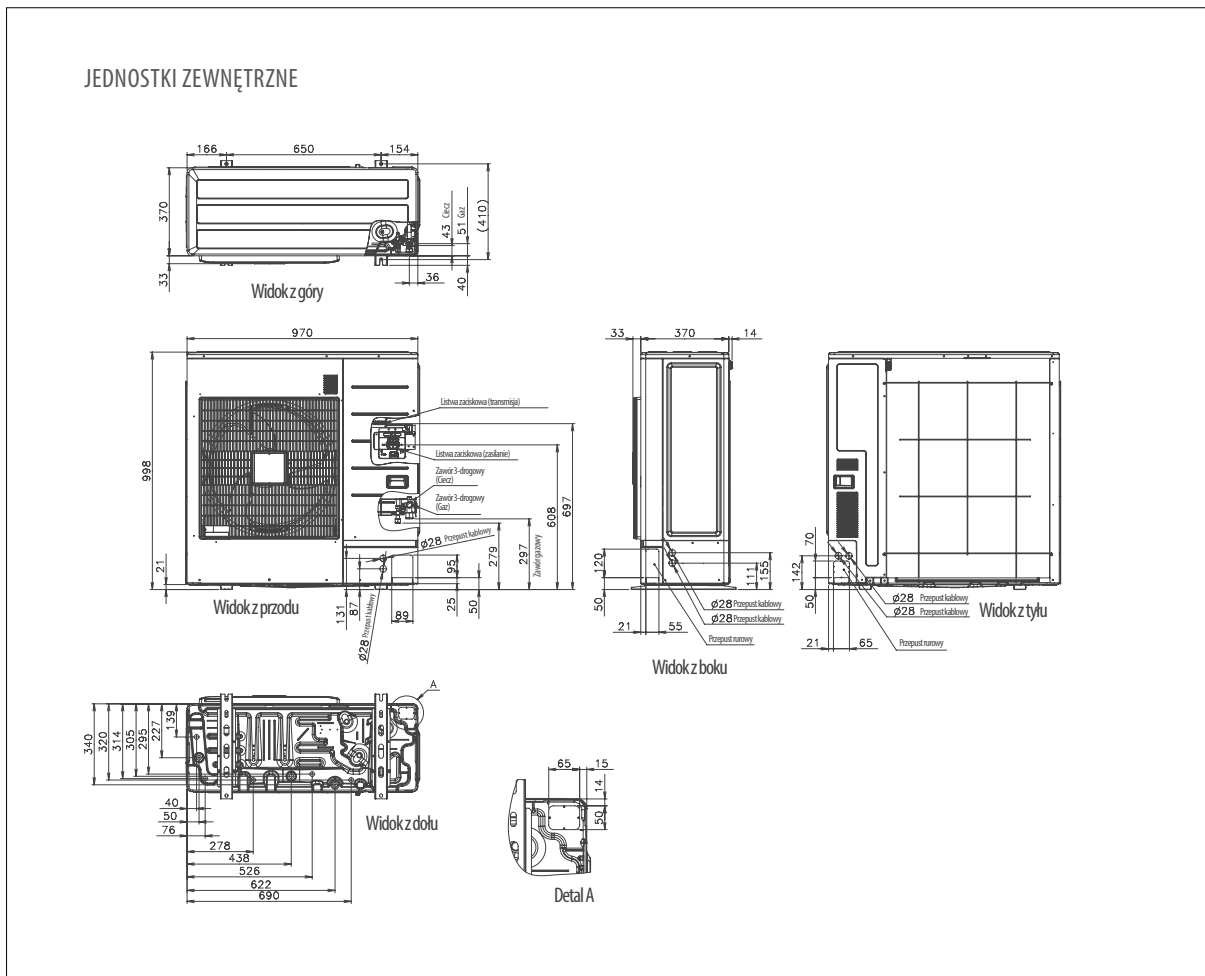 JEDNOSTKI ZEWNĘTRZNE
166 650 154
370
33
43 Ciecz
51 Gaz
(410)
36
40
Widok z góry
970
998
21
Listwa zaciskowa (transmisja)
Listwa zaciskowa (zasilanie)
Zawór 3-drogowy
(Ciecz)
Zawór 3-drogowy
(Gaz)
ø28 Przepust kablowy
131
87
ø28 Przepust kablowy
89
95
25
50
279
297
Zawór gazowy
608
697
Widok z przodu
33 370 14
120
50
111
155
21 55
ø28 Przepust kablowy
ø28 Przepust kablowy
Przepust rurowy
Widok z boku
70
142
50
21 65
ø28 Przepust kablowy
ø28 Przepust kablowy
Przepust rurowy
Widok z tyłu
A
340
320
314
305
295
227
139
40
50
76
278
438
526
622
690
Widok z dołu
65 15
14
50
Detal A